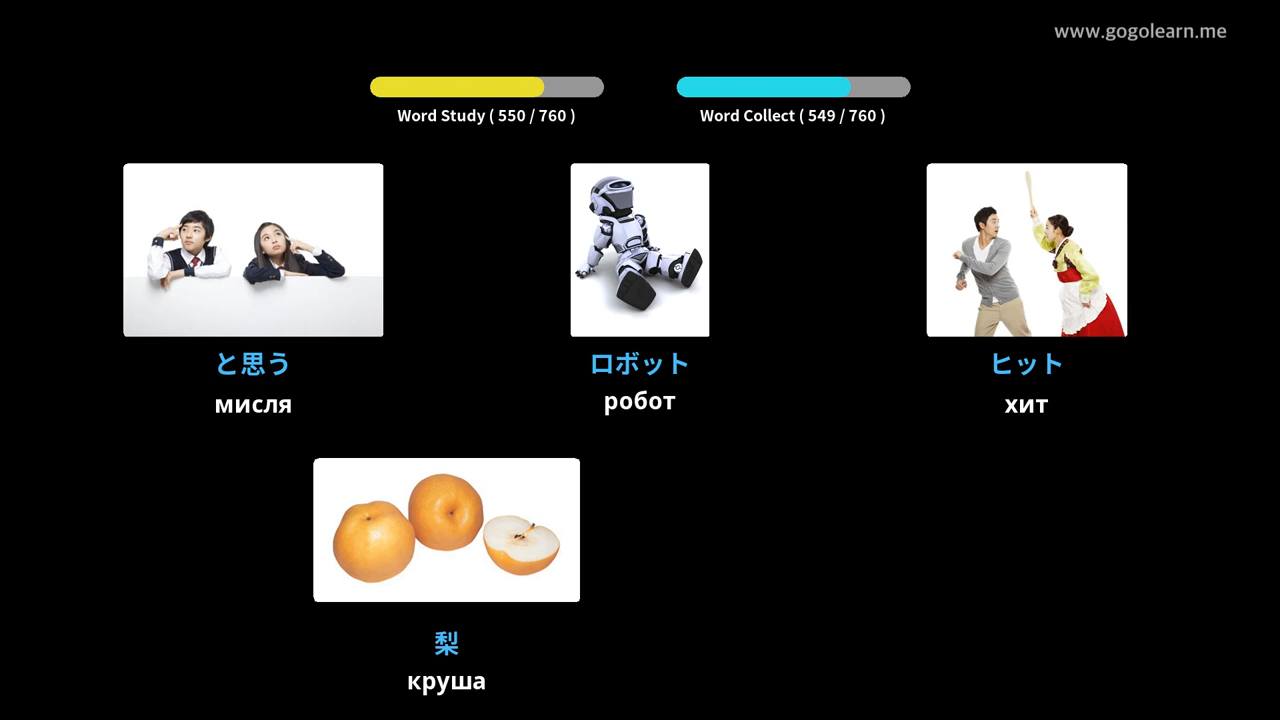 www.gogolearn.me
Word Study ( 550 / 760 )
Word Collect ( 549 / 760 )
と思う
мисля
ロボット
робот
ヒット
хит
梨
круша